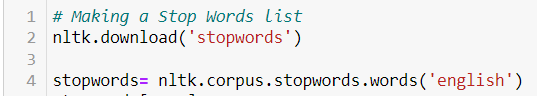 1 # Making a Stop Words list
2 nltk.download('stopwords')
3
4 stopwords= nltk.corpus.stopwords.words('english')